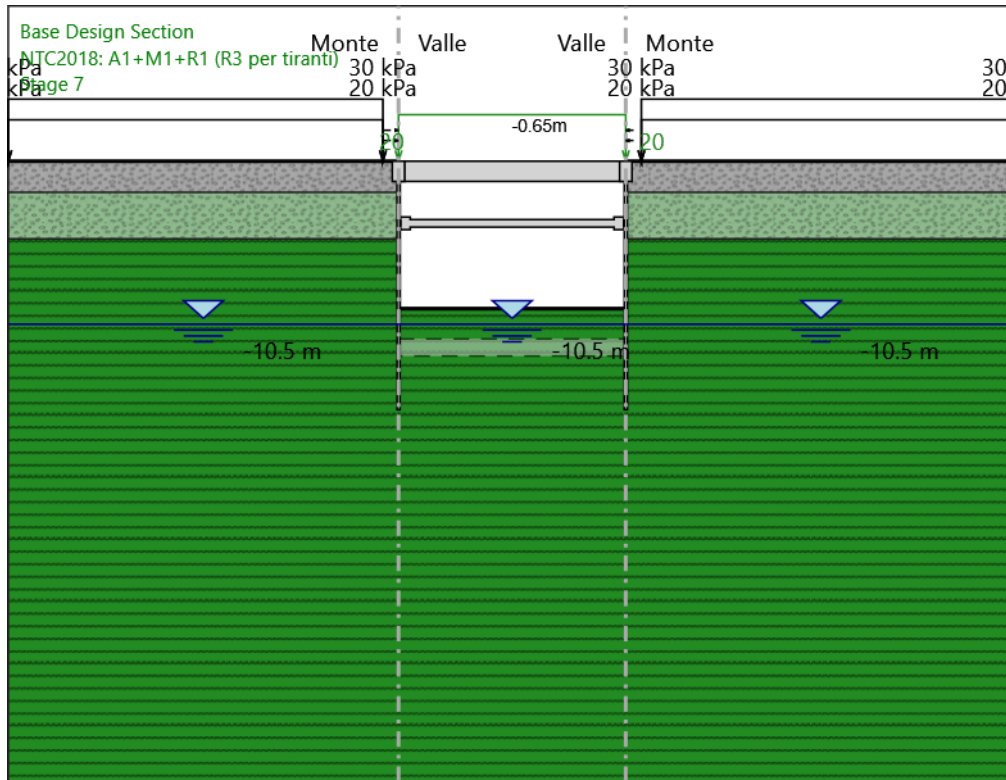 Base Design Section
NTC2018: A1+M1+R1 (R3 per tiranti)
Stage 7
Monte Valle Valle Monte
kPa 30 kPa 30 kPa 30
kPa 20 kPa 20 kPa 20
-0.65m
20 20
-10.5 m -10.5 m -10.5 m